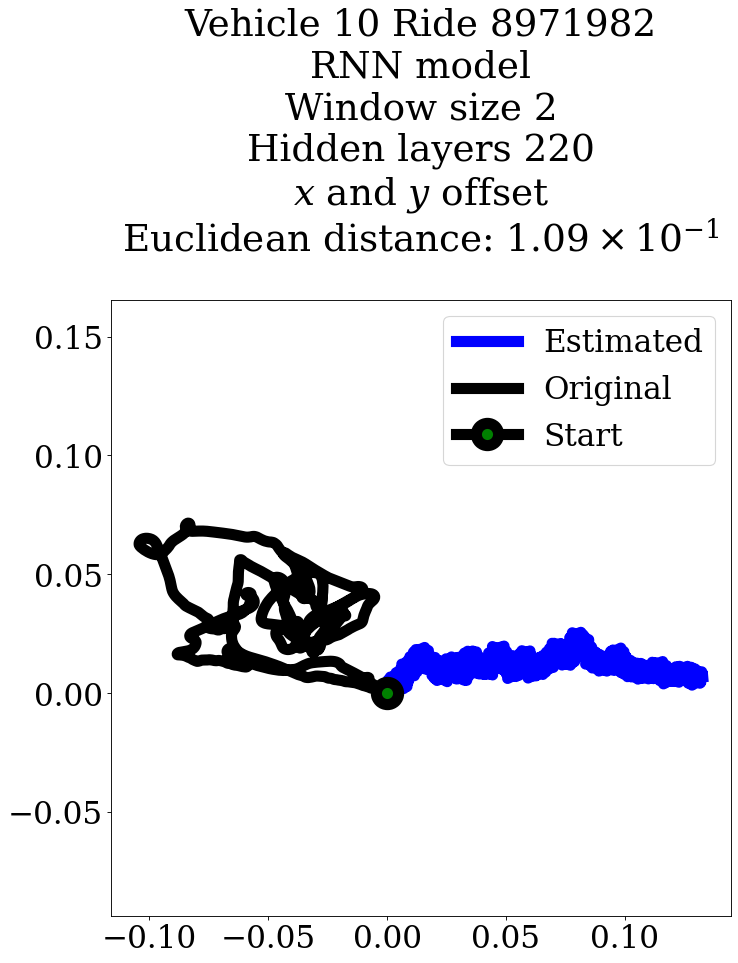 Vehicle 10 Ride 8971982
RNN model
Window size 2
Hidden layers 220
x and y offset
Euclidean distance: 1.09 × 10⁻¹
Estimated
Original
Start
0.15
0.10
0.05
0.00
−0.05
−0.10 −0.05 0.00 0.05 0.10